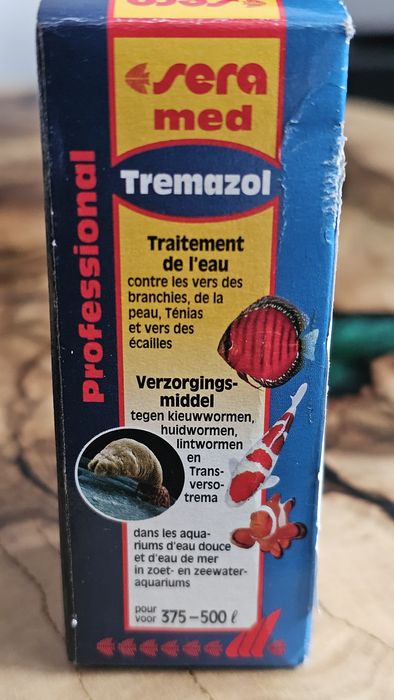 sera
sera
med
Tremazol
Professional
Traitement
de l'eau
contre les vers des
branchies, de la
peau, Ténias
et vers des
écailles
Verzorgings-
middel
tegen kieuwwormen,
huidwormen,
lintwormen
en
Trans-
verso-
trema
dans les aqua-
riums d'eau douce
et d'eau de mer
in zoet- en zeewater-
aquariums
pour
voor 375–500 ℓ